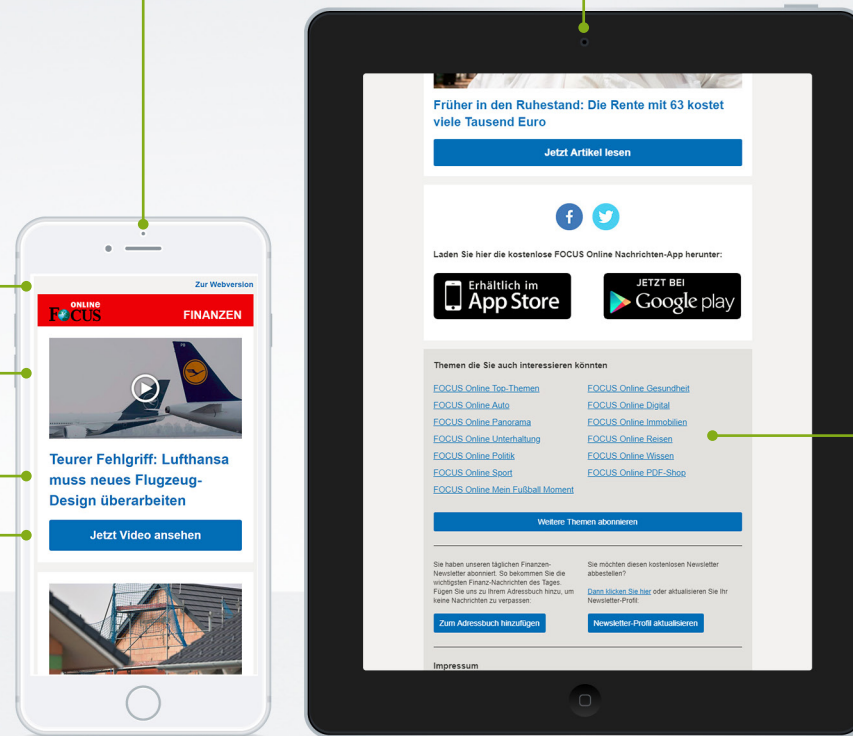 Zur Webversion
ONLINE
FOCUS
FINANZEN
Teurer Fehlgriff: Lufthansa
muss neues Flugzeug-
Design überarbeiten
Jetzt Video ansehen
Früher in den Ruhestand: Die Rente mit 63 kostet
viele Tausend Euro
Jetzt Artikel lesen
f
Laden Sie hier die kostenlose FOCUS Online Nachrichten-App herunter:
Erhältlich im
App Store
JETZT BEI
Google play
Themen die Sie auch interessieren könnten
FOCUS Online Top-Themen
FOCUS Online Auto
FOCUS Online Panorama
FOCUS Online Unterhaltung
FOCUS Online Politik
FOCUS Online Sport
FOCUS Online Mein Fußball Moment
FOCUS Online Gesundheit
FOCUS Online Digital
FOCUS Online Immobilien
FOCUS Online Reisen
FOCUS Online Wissen
FOCUS Online PDF-Shop
Weitere Themen abonnieren
Sie haben unseren täglichen Finanzen-
Newsletter abonniert. So bekommen Sie die
wichtigsten Finanz-Nachrichten des Tages.
Fügen Sie uns zu Ihrem Adressbuch hinzu, um
keine Nachrichten zu verpassen:
Zum Adressbuch hinzufügen
Sie möchten diesen kostenlosen Newsletter
abbestellen?
Dann klicken Sie hier oder aktualisieren Sie Ihr
Newsletter-Profil:
Newsletter-Profil aktualisieren
Impressum